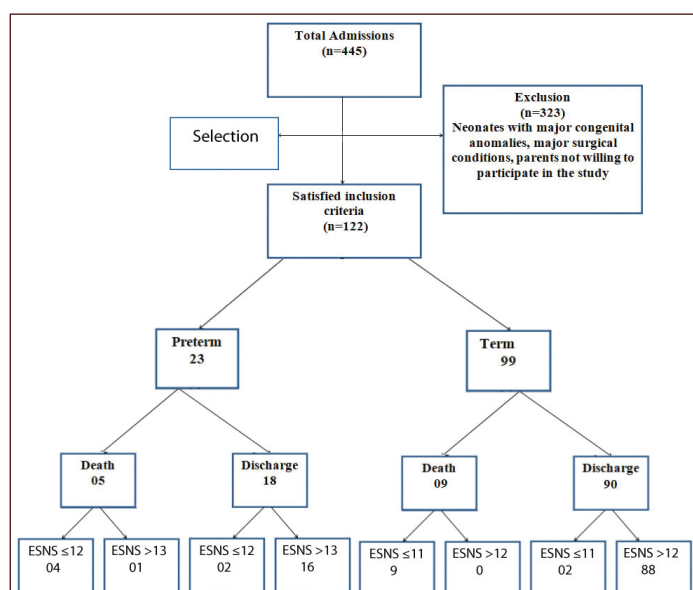 Total Admissions
(n=445)
Selection
Exclusion
(n=323)
Neonates with major congenital
anomalies, major surgical
conditions, parents not willing to
participate in the study
Satisfied inclusion
criteria
(n=122)
Preterm
23
Term
99
Death
05
Discharge
18
Death
09
Discharge
90
ESNS ≤12
04
ESNS >13
01
ESNS ≤12
02
ESNS >13
16
ESNS ≤11
9
ESNS >12
0
ESNS ≤11
02
ESNS >12
88